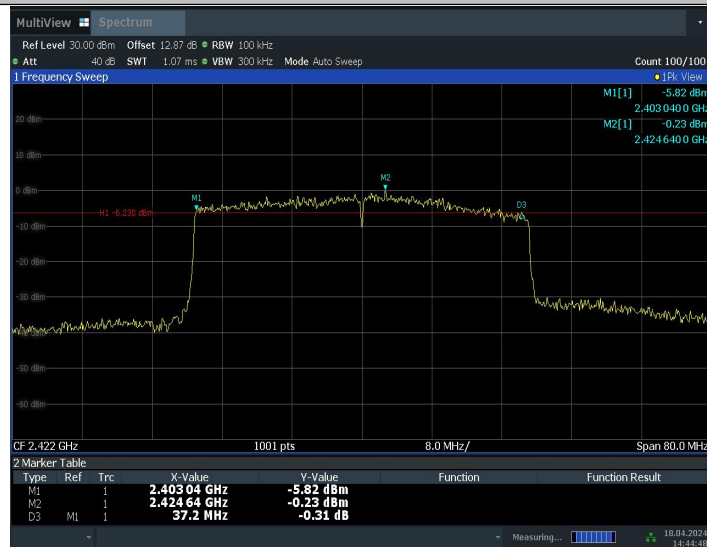 MultiView Spectrum
Ref Level 30.00 dBm Offset 12.87 dB RBW 100 kHz
Att 40 dB SWT 1.07 ms VBW 300 kHz Mode Auto Sweep Count 100/100
1 Frequency Sweep 1Pk View
M1[1] -5.82 dBm
2.403 040 0 GHz
M2[1] -0.23 dBm
2.424 640 0 GHz
20 dBm
10 dBm
M2
0 dBm
M1
D3
H1 -6.230 dBm
-10 dBm
-20 dBm
-30 dBm
-40 dBm
-50 dBm
-60 dBm
CF 2.422 GHz 1001 pts 8.0 MHz/ Span 80.0 MHz
2 Marker Table
Type Ref Trc X-Value Y-Value Function Function Result
M1 1 2.403 04 GHz -5.82 dBm
M2 1 2.424 64 GHz -0.23 dBm
D3 M1 1 37.2 MHz -0.31 dB
Measuring... 18.04.2024
14:44:48